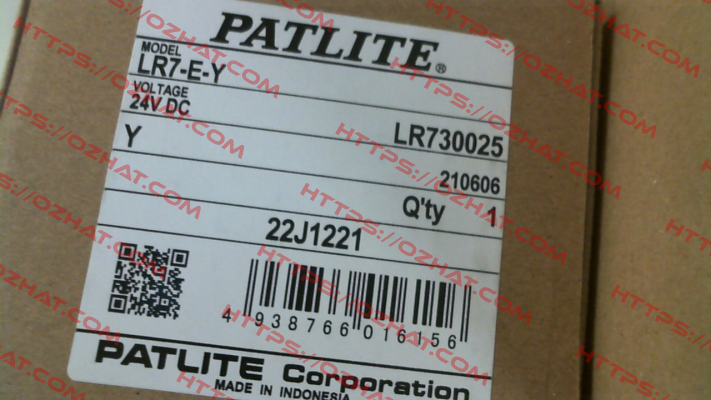 PATLITE®
MODEL
LR7-E-Y
VOLTAGE
24V DC
LR730025
Y
210606
Q'ty 1
22J1221
4 938766 016156
PATLITE Corporation
MADE IN INDONESIA
HTTPS://OZHAT.COM